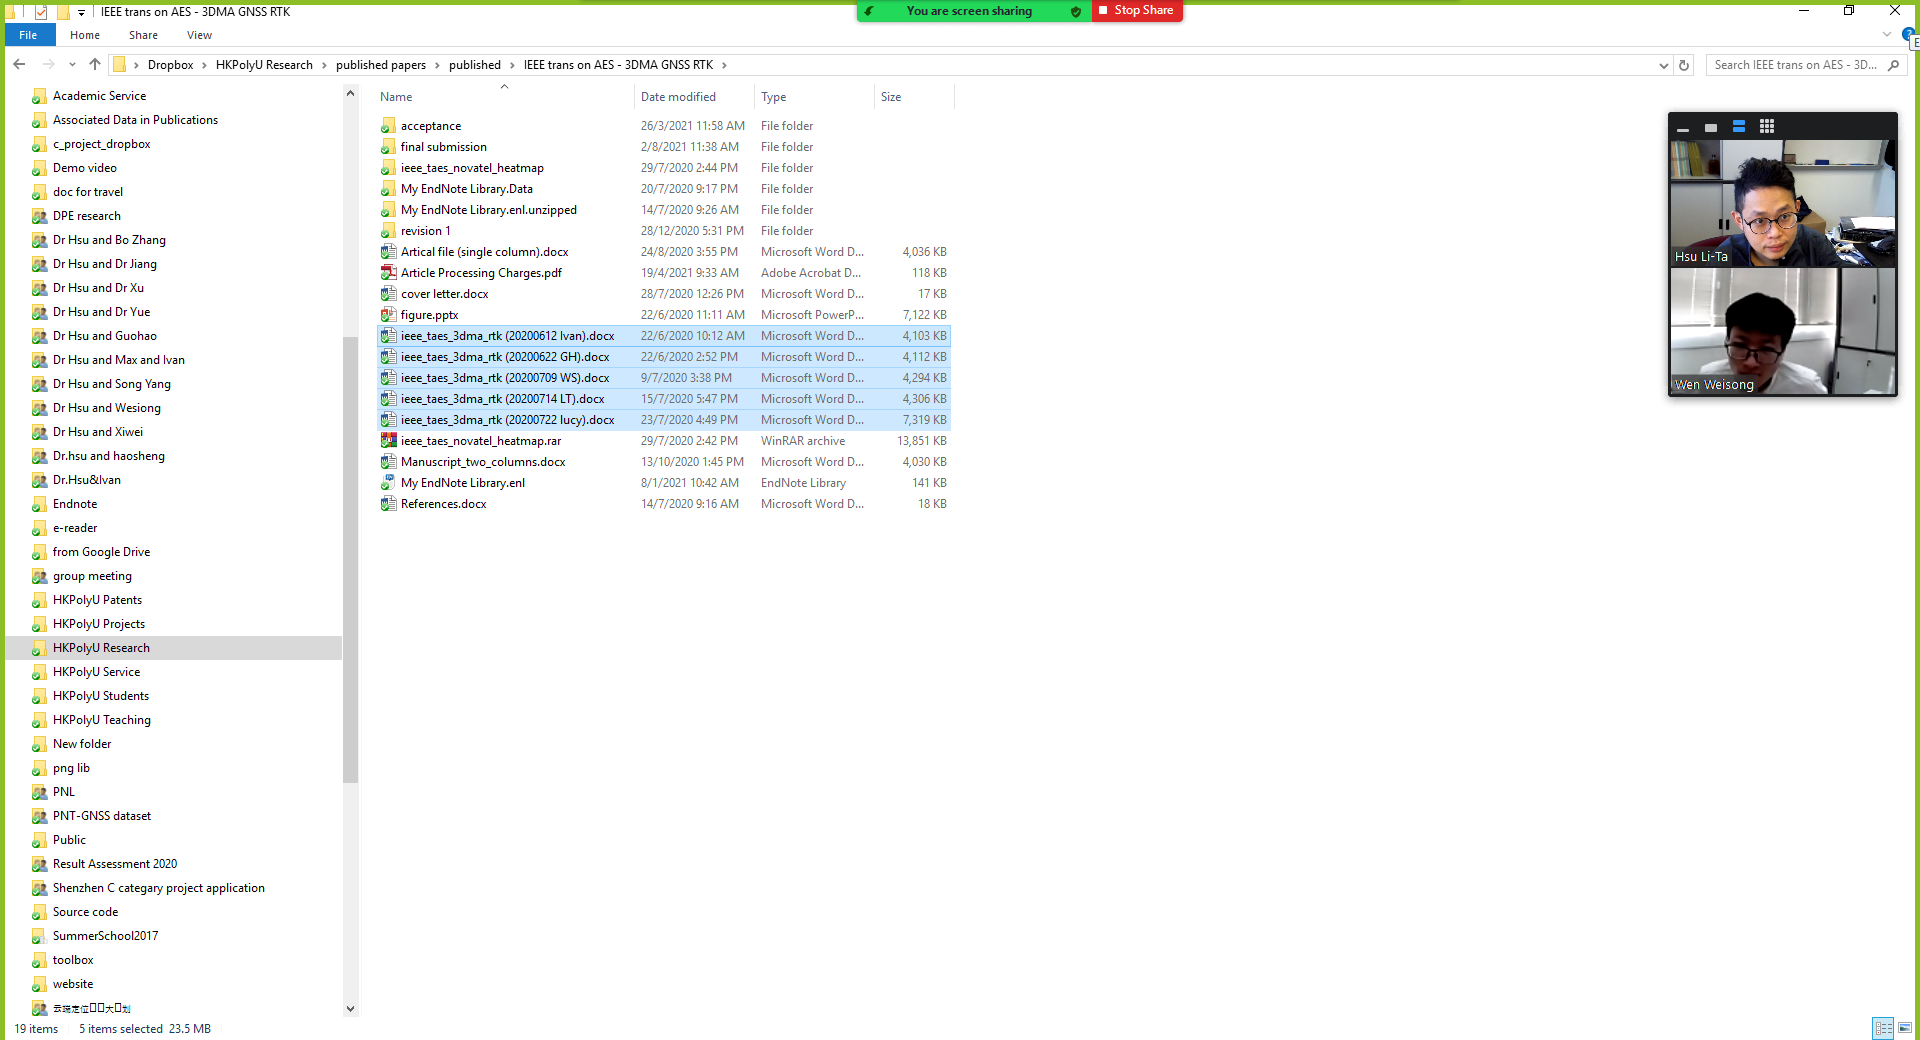 IEEE trans on AES - 3DMA GNSS RTK
You are screen sharing
Stop Share
File Home Share View
Dropbox > HKPolyU Research > published papers > published > IEEE trans on AES - 3DMA GNSS RTK >
Search IEEE trans on AES - 3D...
Academic Service
Associated Data in Publications
c_project_dropbox
Demo video
doc for travel
DPE research
Dr Hsu and Bo Zhang
Dr Hsu and Dr Jiang
Dr Hsu and Dr Xu
Dr Hsu and Dr Yue
Dr Hsu and Guohao
Dr Hsu and Max and Ivan
Dr Hsu and Song Yang
Dr Hsu and Wesiong
Dr Hsu and Xiwei
Dr.hsu and haosheng
Dr.Hsu&Ivan
Endnote
e-reader
from Google Drive
group meeting
HKPolyU Patents
HKPolyU Projects
HKPolyU Research
HKPolyU Service
HKPolyU Students
HKPolyU Teaching
New folder
png lib
PNL
PNT-GNSS dataset
Public
Result Assessment 2020
Shenzhen C categary project application
Source code
SummerSchool2017
toolbox
website
云端定位 大 划
Name Date modified Type Size
acceptance 26/3/2021 11:58 AM File folder
final submission 2/8/2021 11:38 AM File folder
ieee_taes_novatel_heatmap 29/7/2020 2:44 PM File folder
My EndNote Library.Data 20/7/2020 9:17 PM File folder
My EndNote Library.enl.unzipped 14/7/2020 9:26 AM File folder
revision 1 28/12/2020 5:31 PM File folder
Artical file (single column).docx 24/8/2020 3:55 PM Microsoft Word D... 4,036 KB
Article Processing Charges.pdf 19/4/2021 9:33 AM Adobe Acrobat D... 118 KB
cover letter.docx 28/7/2020 12:26 PM Microsoft Word D... 17 KB
figure.pptx 22/6/2020 11:11 AM Microsoft PowerP... 7,122 KB
ieee_taes_3dma_rtk (20200612 Ivan).docx 22/6/2020 10:12 AM Microsoft Word D... 4,103 KB
ieee_taes_3dma_rtk (20200622 GH).docx 22/6/2020 2:52 PM Microsoft Word D... 4,112 KB
ieee_taes_3dma_rtk (20200709 WS).docx 9/7/2020 3:38 PM Microsoft Word D... 4,294 KB
ieee_taes_3dma_rtk (20200714 LT).docx 15/7/2020 5:47 PM Microsoft Word D... 4,306 KB
ieee_taes_3dma_rtk (20200722 lucy).docx 23/7/2020 4:49 PM Microsoft Word D... 7,319 KB
ieee_taes_novatel_heatmap.rar 29/7/2020 2:42 PM WinRAR archive 13,851 KB
Manuscript_two_columns.docx 13/10/2020 1:45 PM Microsoft Word D... 4,030 KB
My EndNote Library.enl 8/1/2021 10:42 AM EndNote Library 141 KB
References.docx 14/7/2020 9:16 AM Microsoft Word D... 18 KB
Hsu Li-Ta
Wen Weisong
19 items 5 items selected 23.5 MB